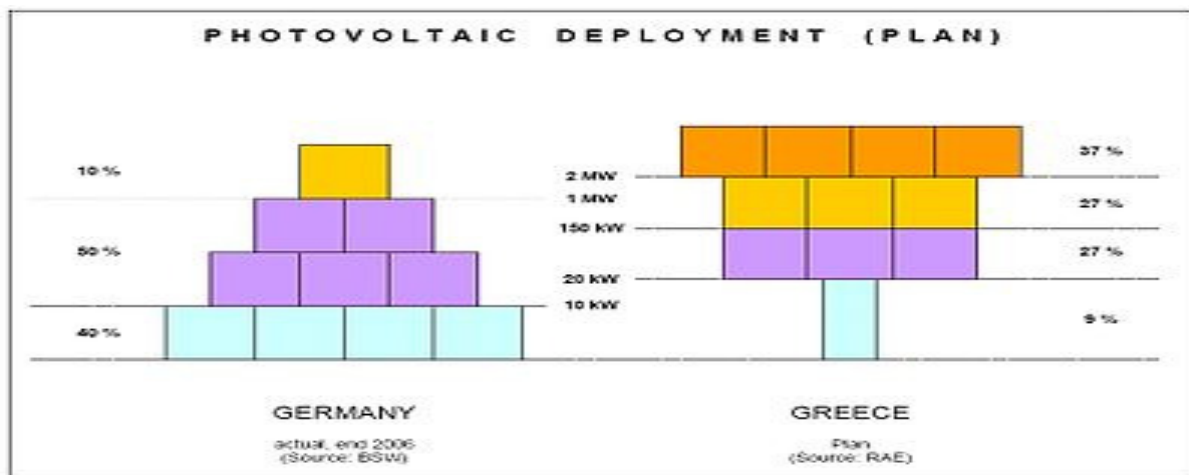 PHOTOVOLTAIC DEPLOYMENT (PLAN)
10 %
50 %
40 %
2 MW
1 MW
150 kW
20 kW
10 kW
37 %
27 %
27 %
9 %
GERMANY
actual, end 2006
(Source: BSW)
GREECE
Plan
(Source: RAE)